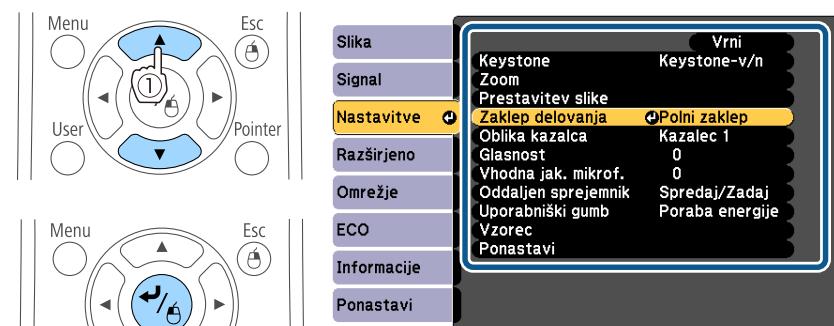 Menu
Esc
1
User
Pointer
Menu
Esc
Slika
Signal
Nastavitve
Razširjeno
Omrežje
ECO
Informacije
Ponastavi
Vrni
Keystone Keystone-v/n
Zoom
Prestavitev slike
Zaklep delovanja Polni zaklep
Oblika kazalca Kazalec 1
Glasnost 0
Vhodna jak. mikrof. 0
Oddaljen sprejemnik Spredaj/Zadaj
Uporabniški gumb Poraba energije
Vzorec
Ponastavi